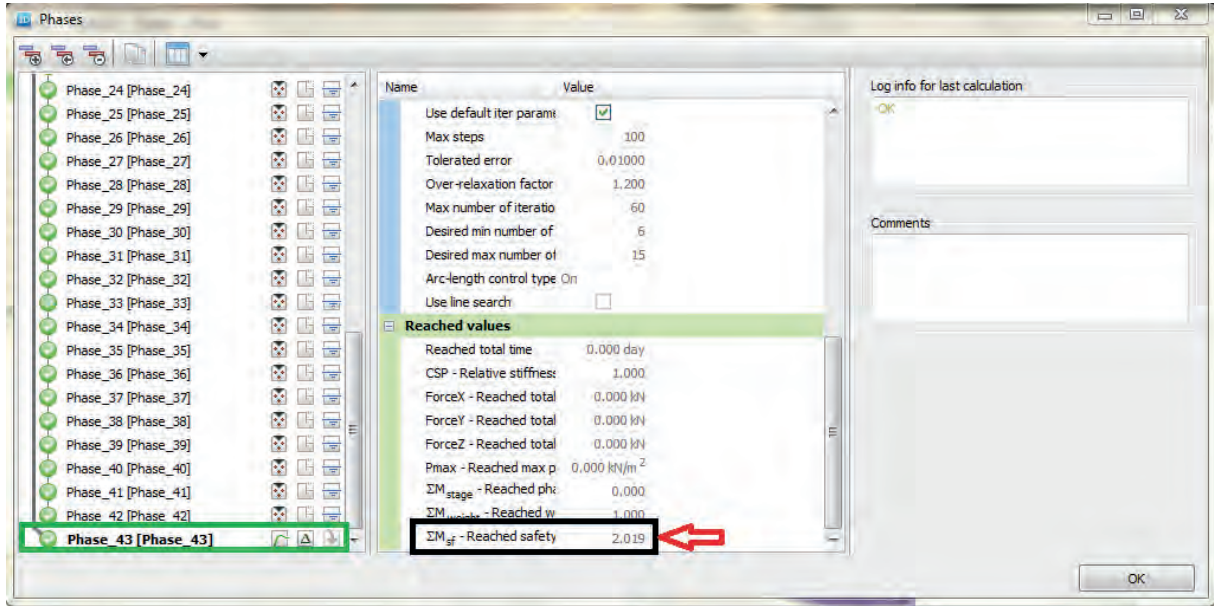 Phases
Phase_24 [Phase_24]
Phase_25 [Phase_25]
Phase_26 [Phase_26]
Phase_27 [Phase_27]
Phase_28 [Phase_28]
Phase_29 [Phase_29]
Phase_30 [Phase_30]
Phase_31 [Phase_31]
Phase_32 [Phase_32]
Phase_33 [Phase_33]
Phase_34 [Phase_34]
Phase_35 [Phase_35]
Phase_36 [Phase_36]
Phase_37 [Phase_37]
Phase_38 [Phase_38]
Phase_39 [Phase_39]
Phase_40 [Phase_40]
Phase_41 [Phase_41]
Phase_42 [Phase_42]
Phase_43 [Phase_43]
Name Value
Use default iter parame
Max steps 100
Tolerated error 0.01000
Over-relaxation factor 1.200
Max number of iteratio 60
Desired min number of 6
Desired max number of 15
Arc-length control type On
Use line search
Reached values
Reached total time 0.000 day
CSP - Relative stiffness 1.000
ForceX - Reached total 0.000 kN
ForceY - Reached total 0.000 kN
ForceZ - Reached total 0.000 kN
Pmax - Reached max p 0.000 kN/m²
ΣMstage - Reached pha 0.000
ΣMweight - Reached w 1.000
ΣMsf - Reached safety 2.019
Log info for last calculation
OK
Comments
OK